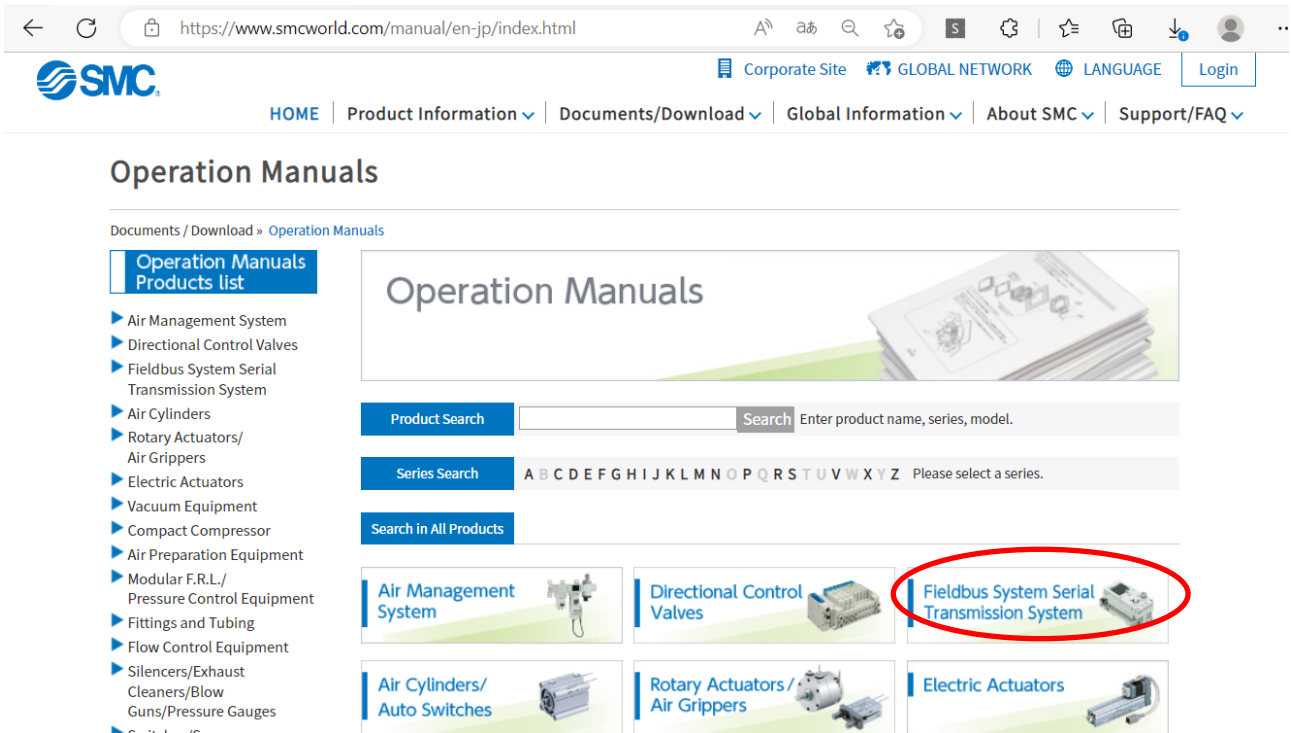 https://www.smcworld.com/manual/en-jp/index.html
SMC
Corporate Site GLOBAL NETWORK LANGUAGE Login
HOME Product Information Documents/Download Global Information About SMC Support/FAQ
Operation Manuals
Documents / Download » Operation Manuals
Operation Manuals
Products list
Air Management System
Directional Control Valves
Fieldbus System Serial
Transmission System
Air Cylinders
Rotary Actuators/
Air Grippers
Electric Actuators
Vacuum Equipment
Compact Compressor
Air Preparation Equipment
Modular F.R.L./
Pressure Control Equipment
Fittings and Tubing
Flow Control Equipment
Silencers/Exhaust
Cleaners/Blow
Guns/Pressure Gauges
Operation Manuals
Product Search Search Enter product name, series, model.
Series Search A B C D E F G H I J K L M N O P Q R S T U V W X Y Z Please select a series.
Search in All Products
Air Management
System
Directional Control
Valves
Fieldbus System Serial
Transmission System
Air Cylinders/
Auto Switches
Rotary Actuators/
Air Grippers
Electric Actuators